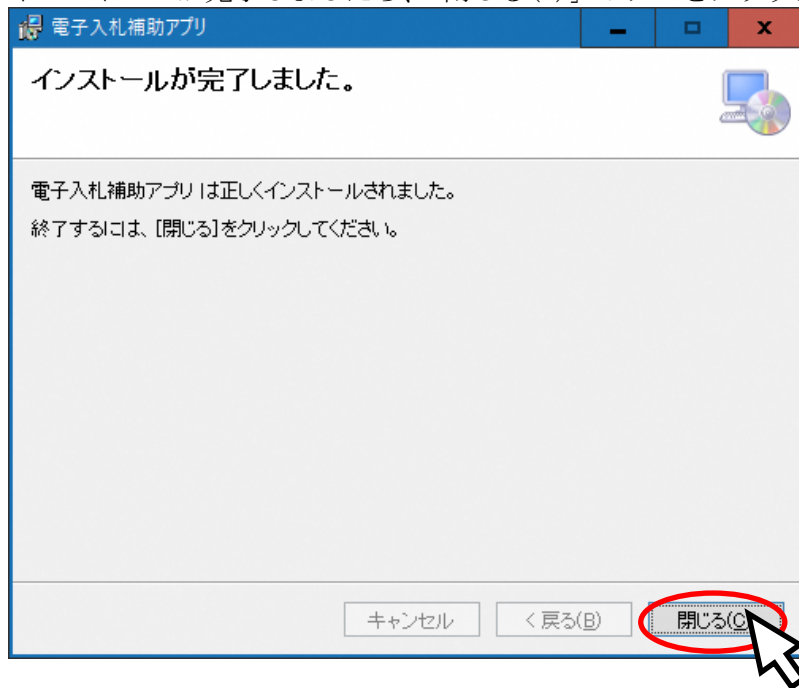 電子入札補助アプリ
インストールが完了しました。
電子入札補助アプリ は正しくインストールされました。
終了するには、[閉じる]をクリックしてください。
キャンセル
< 戻る(B)
閉じる(C)